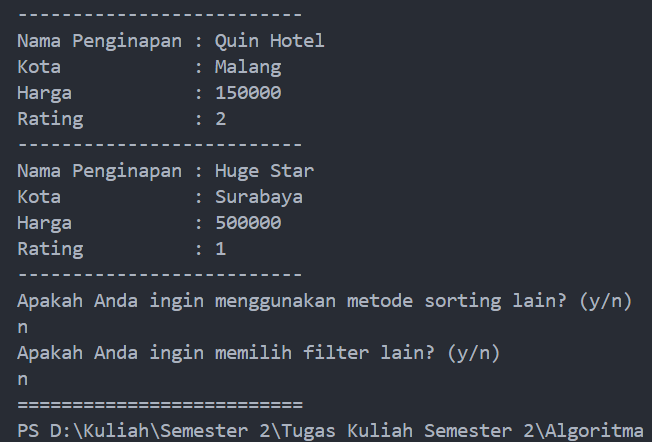 --------------------------
Nama Penginapan : Quin Hotel
Kota            : Malang
Harga           : 150000
Rating          : 2
--------------------------
Nama Penginapan : Huge Star
Kota            : Surabaya
Harga           : 500000
Rating          : 1
--------------------------
Apakah Anda ingin menggunakan metode sorting lain? (y/n)
n
Apakah Anda ingin memilih filter lain? (y/n)
n
==========================
PS D:\Kuliah\Semester 2\Tugas Kuliah Semester 2\Algoritma